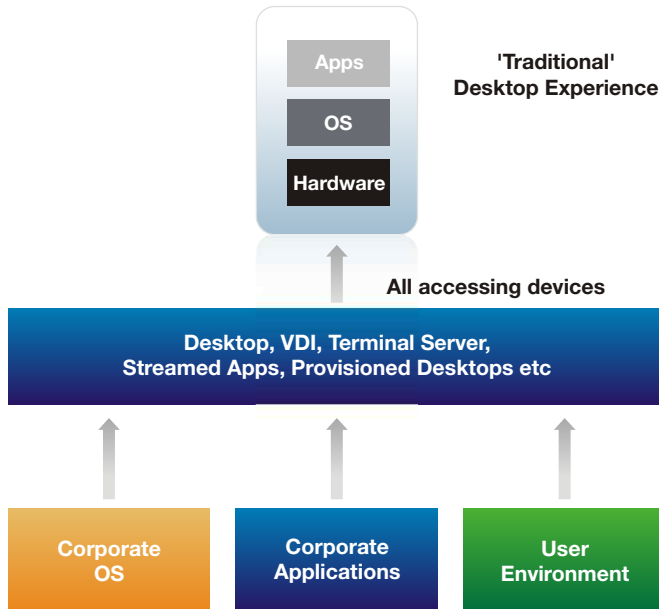 Apps
'Traditional'
Desktop Experience
OS
Hardware
All accessing devices
Desktop, VDI, Terminal Server,
Streamed Apps, Provisioned Desktops etc
Corporate
OS
Corporate
Applications
User
Environment